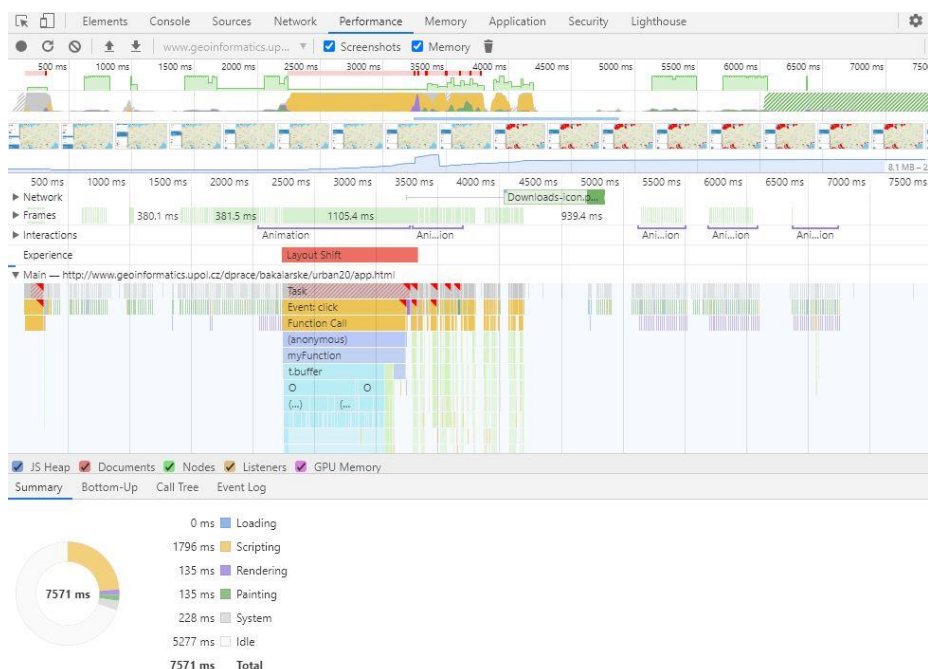 Elements Console Sources Network Performance Memory Application Security Lighthouse
www.geoinformatics.up... Screenshots Memory
500 ms 1000 ms 1500 ms 2000 ms 2500 ms 3000 ms 3500 ms 4000 ms 4500 ms 5000 ms 5500 ms 6000 ms 6500 ms 7000 ms 750
8.1 MB – 2
500 ms 1000 ms 1500 ms 2000 ms 2500 ms 3000 ms 3500 ms 4000 ms 4500 ms 5000 ms 5500 ms 6000 ms 6500 ms 7000 ms 7500 ms
Network Downloads-icon.p...
Frames 380.1 ms 381.5 ms 1105.4 ms 939.4 ms
Interactions Animation Ani...ion Ani...ion Ani...ion Ani...ion
Experience Layout Shift
Main — http://www.geoinformatics.upol.cz/dprace/bakalarske/urban20/app.html
Task
Event: click
Function Call
(anonymous)
myFunction
t.buffer
O O
(...) (...
JS Heap Documents Nodes Listeners GPU Memory
Summary Bottom-Up Call Tree Event Log
0 ms Loading
1796 ms Scripting
135 ms Rendering
7571 ms 135 ms Painting
228 ms System
5277 ms Idle
7571 ms Total